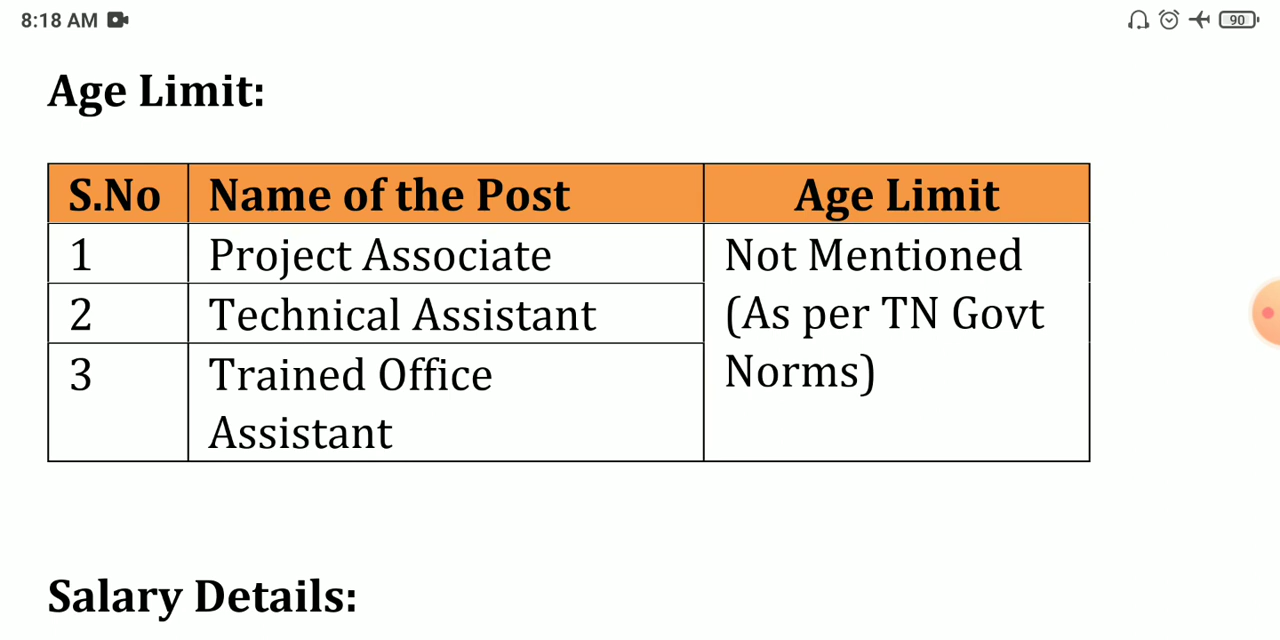 8:18 AM
90
Age Limit:
S.No Name of the Post Age Limit
1 Project Associate Not Mentioned
2 Technical Assistant (As per TN Govt
3 Trained Office Norms)
Assistant
Salary Details: